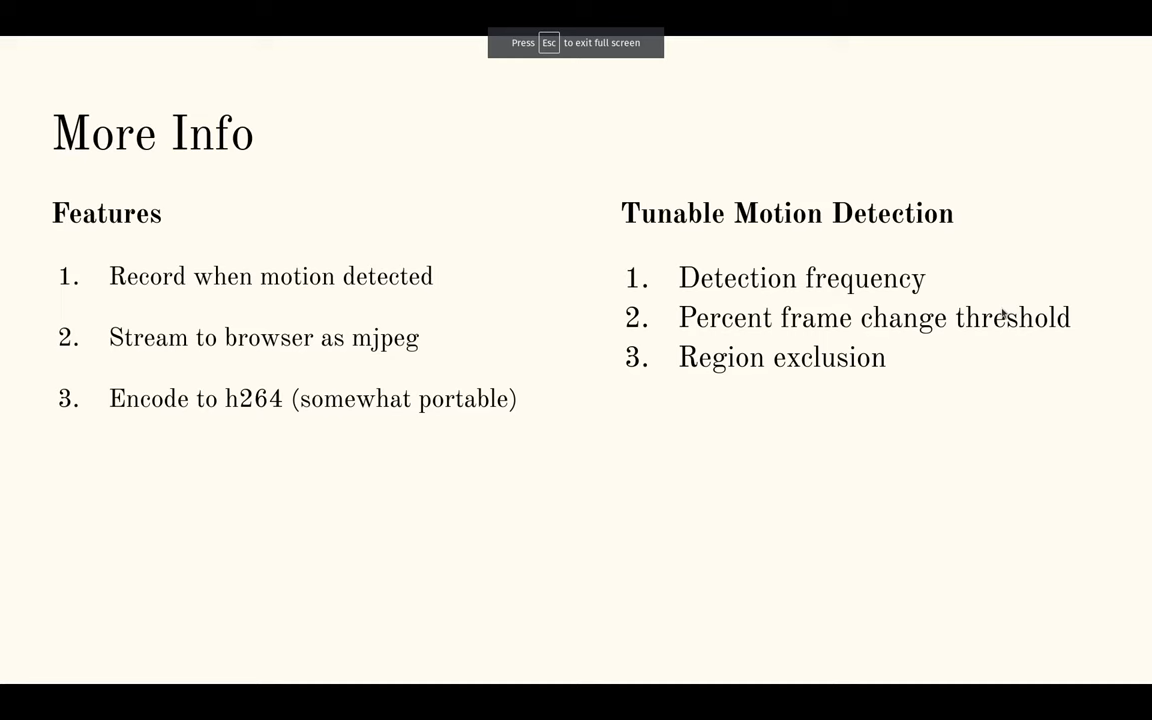 Press Esc to exit full screen
More Info
Features
1. Record when motion detected
2. Stream to browser as mjpeg
3. Encode to h264 (somewhat portable)
Tunable Motion Detection
1. Detection frequency
2. Percent frame change threshold
3. Region exclusion